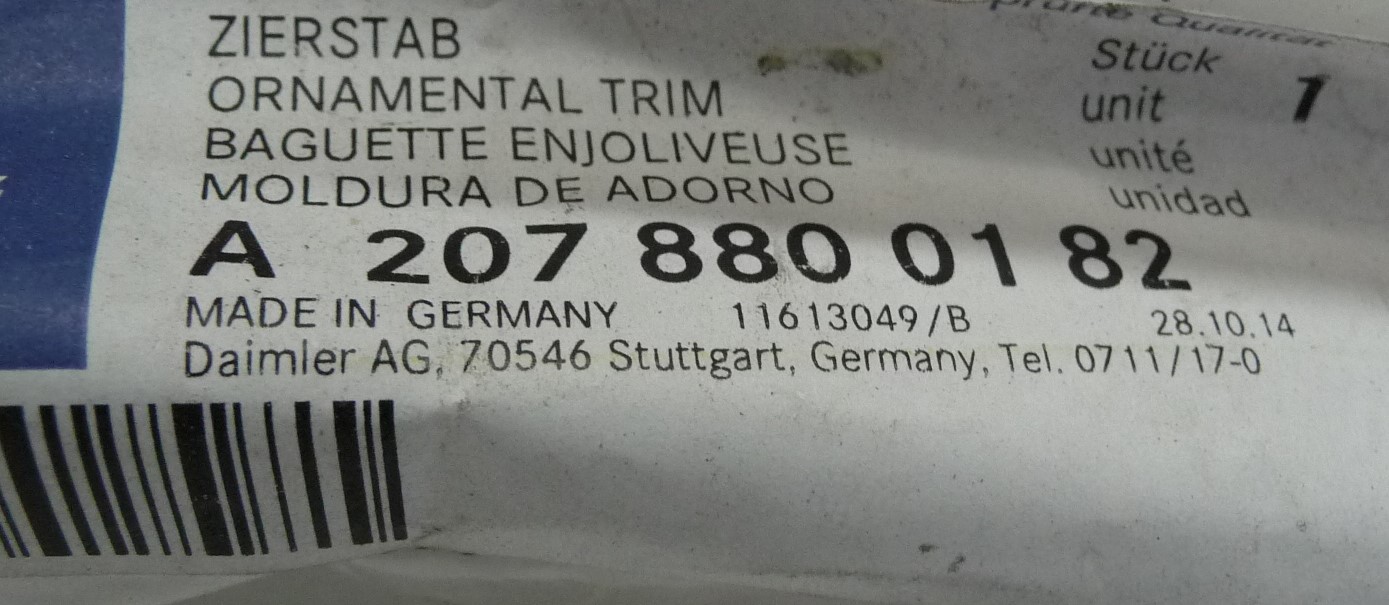 Qualität
ZIERSTAB
Stück
ORNAMENTAL TRIM
unit 1
BAGUETTE ENJOLIVEUSE
unité
MOLDURA DE ADORNO
unidad
A 207 880 01 82
MADE IN GERMANY 11613049/B 28.10.14
Daimler AG, 70546 Stuttgart, Germany, Tel. 0711/17-0